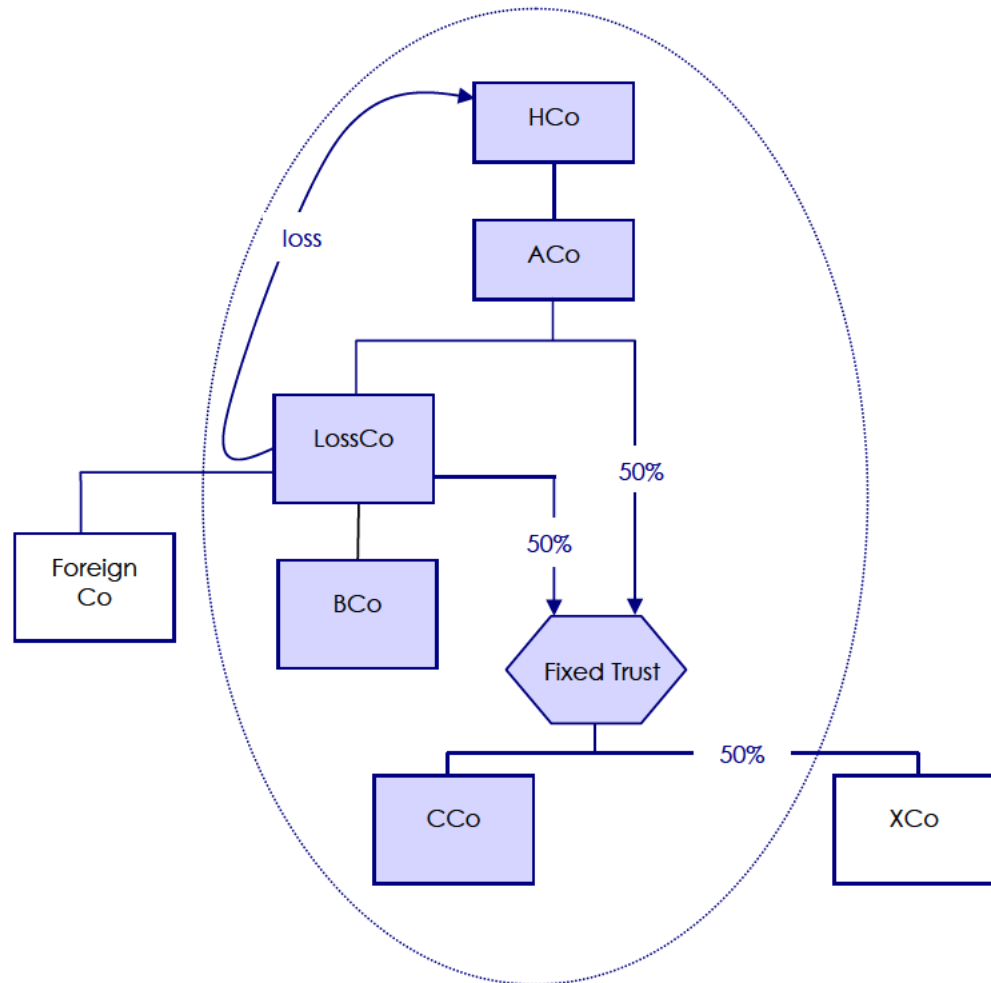 HCo
loss
ACo
LossCo
50%
50%
Foreign
Co
BCo
Fixed Trust
50%
CCo
XCo